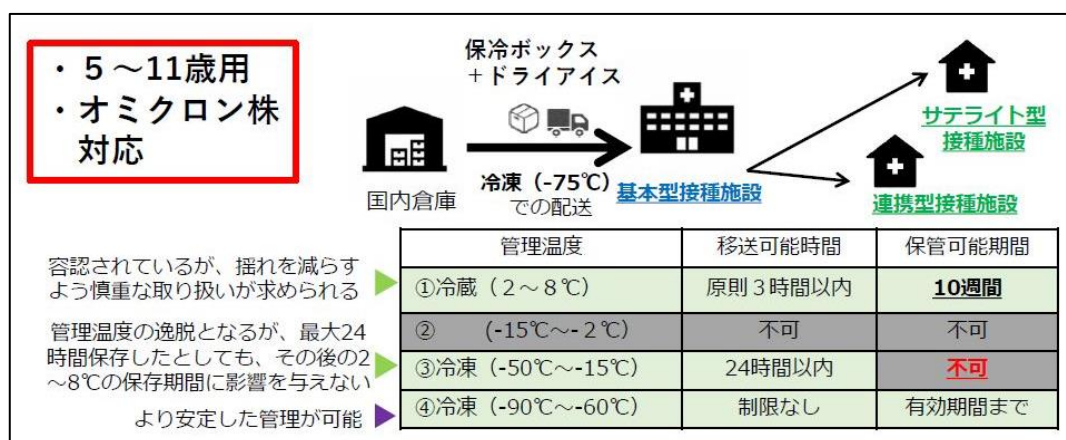 ・５～11歳用
・オミクロン株
対応
保冷ボックス
＋ドライアイス
国内倉庫
冷凍（-75℃）
での配送
基本型接種施設
サテライト型
接種施設
連携型接種施設
管理温度 移送可能時間 保管可能期間
容認されているが、揺れを減らす
よう慎重な取り扱いが求められる
①冷蔵（２～８℃） 原則３時間以内 10週間
② （-15℃～-２℃） 不可 不可
管理温度の逸脱となるが、最大24
時間保存したとしても、その後の2
～8℃の保存期間に影響を与えない
③冷凍（-50℃～-15℃） 24時間以内 不可
より安定した管理が可能
④冷凍（-90℃～-60℃） 制限なし 有効期間まで